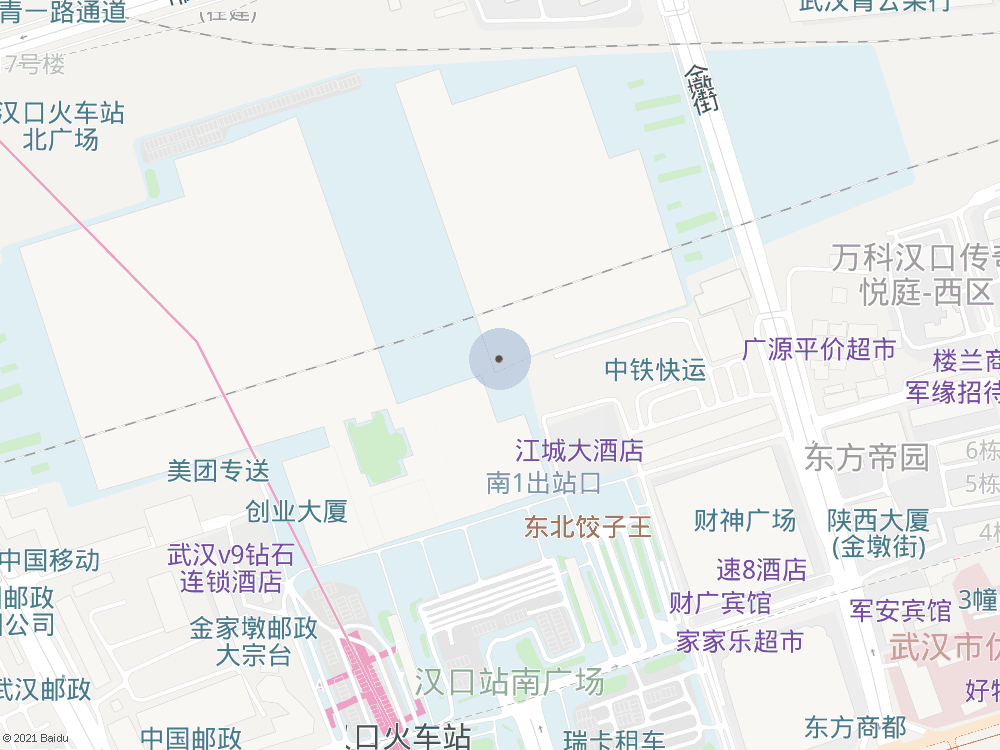 青一路通道
(在建)
武汉青云梁行
7号楼
金墩街
汉口火车站
北广场
万科汉口传奇
悦庭-西区
广源平价超市
楼兰商
中铁快运
军缘招待
江城大酒店
东方帝园
6栋
美团专送
南1出站口
5栋
创业大厦
东北饺子王
财神广场
陕西大厦
(金墩街)
4栋
中国移动
武汉v9钻石
连锁酒店
速8酒店
邮政
公司
财广宾馆
军安宾馆
3幢
金家墩邮政
大宗台
家家乐超市
武汉市优
汉口站南广场
武汉邮政
好特
东方商都
中国邮政
口火车站
瑞卡租车
© 2021 Baidu